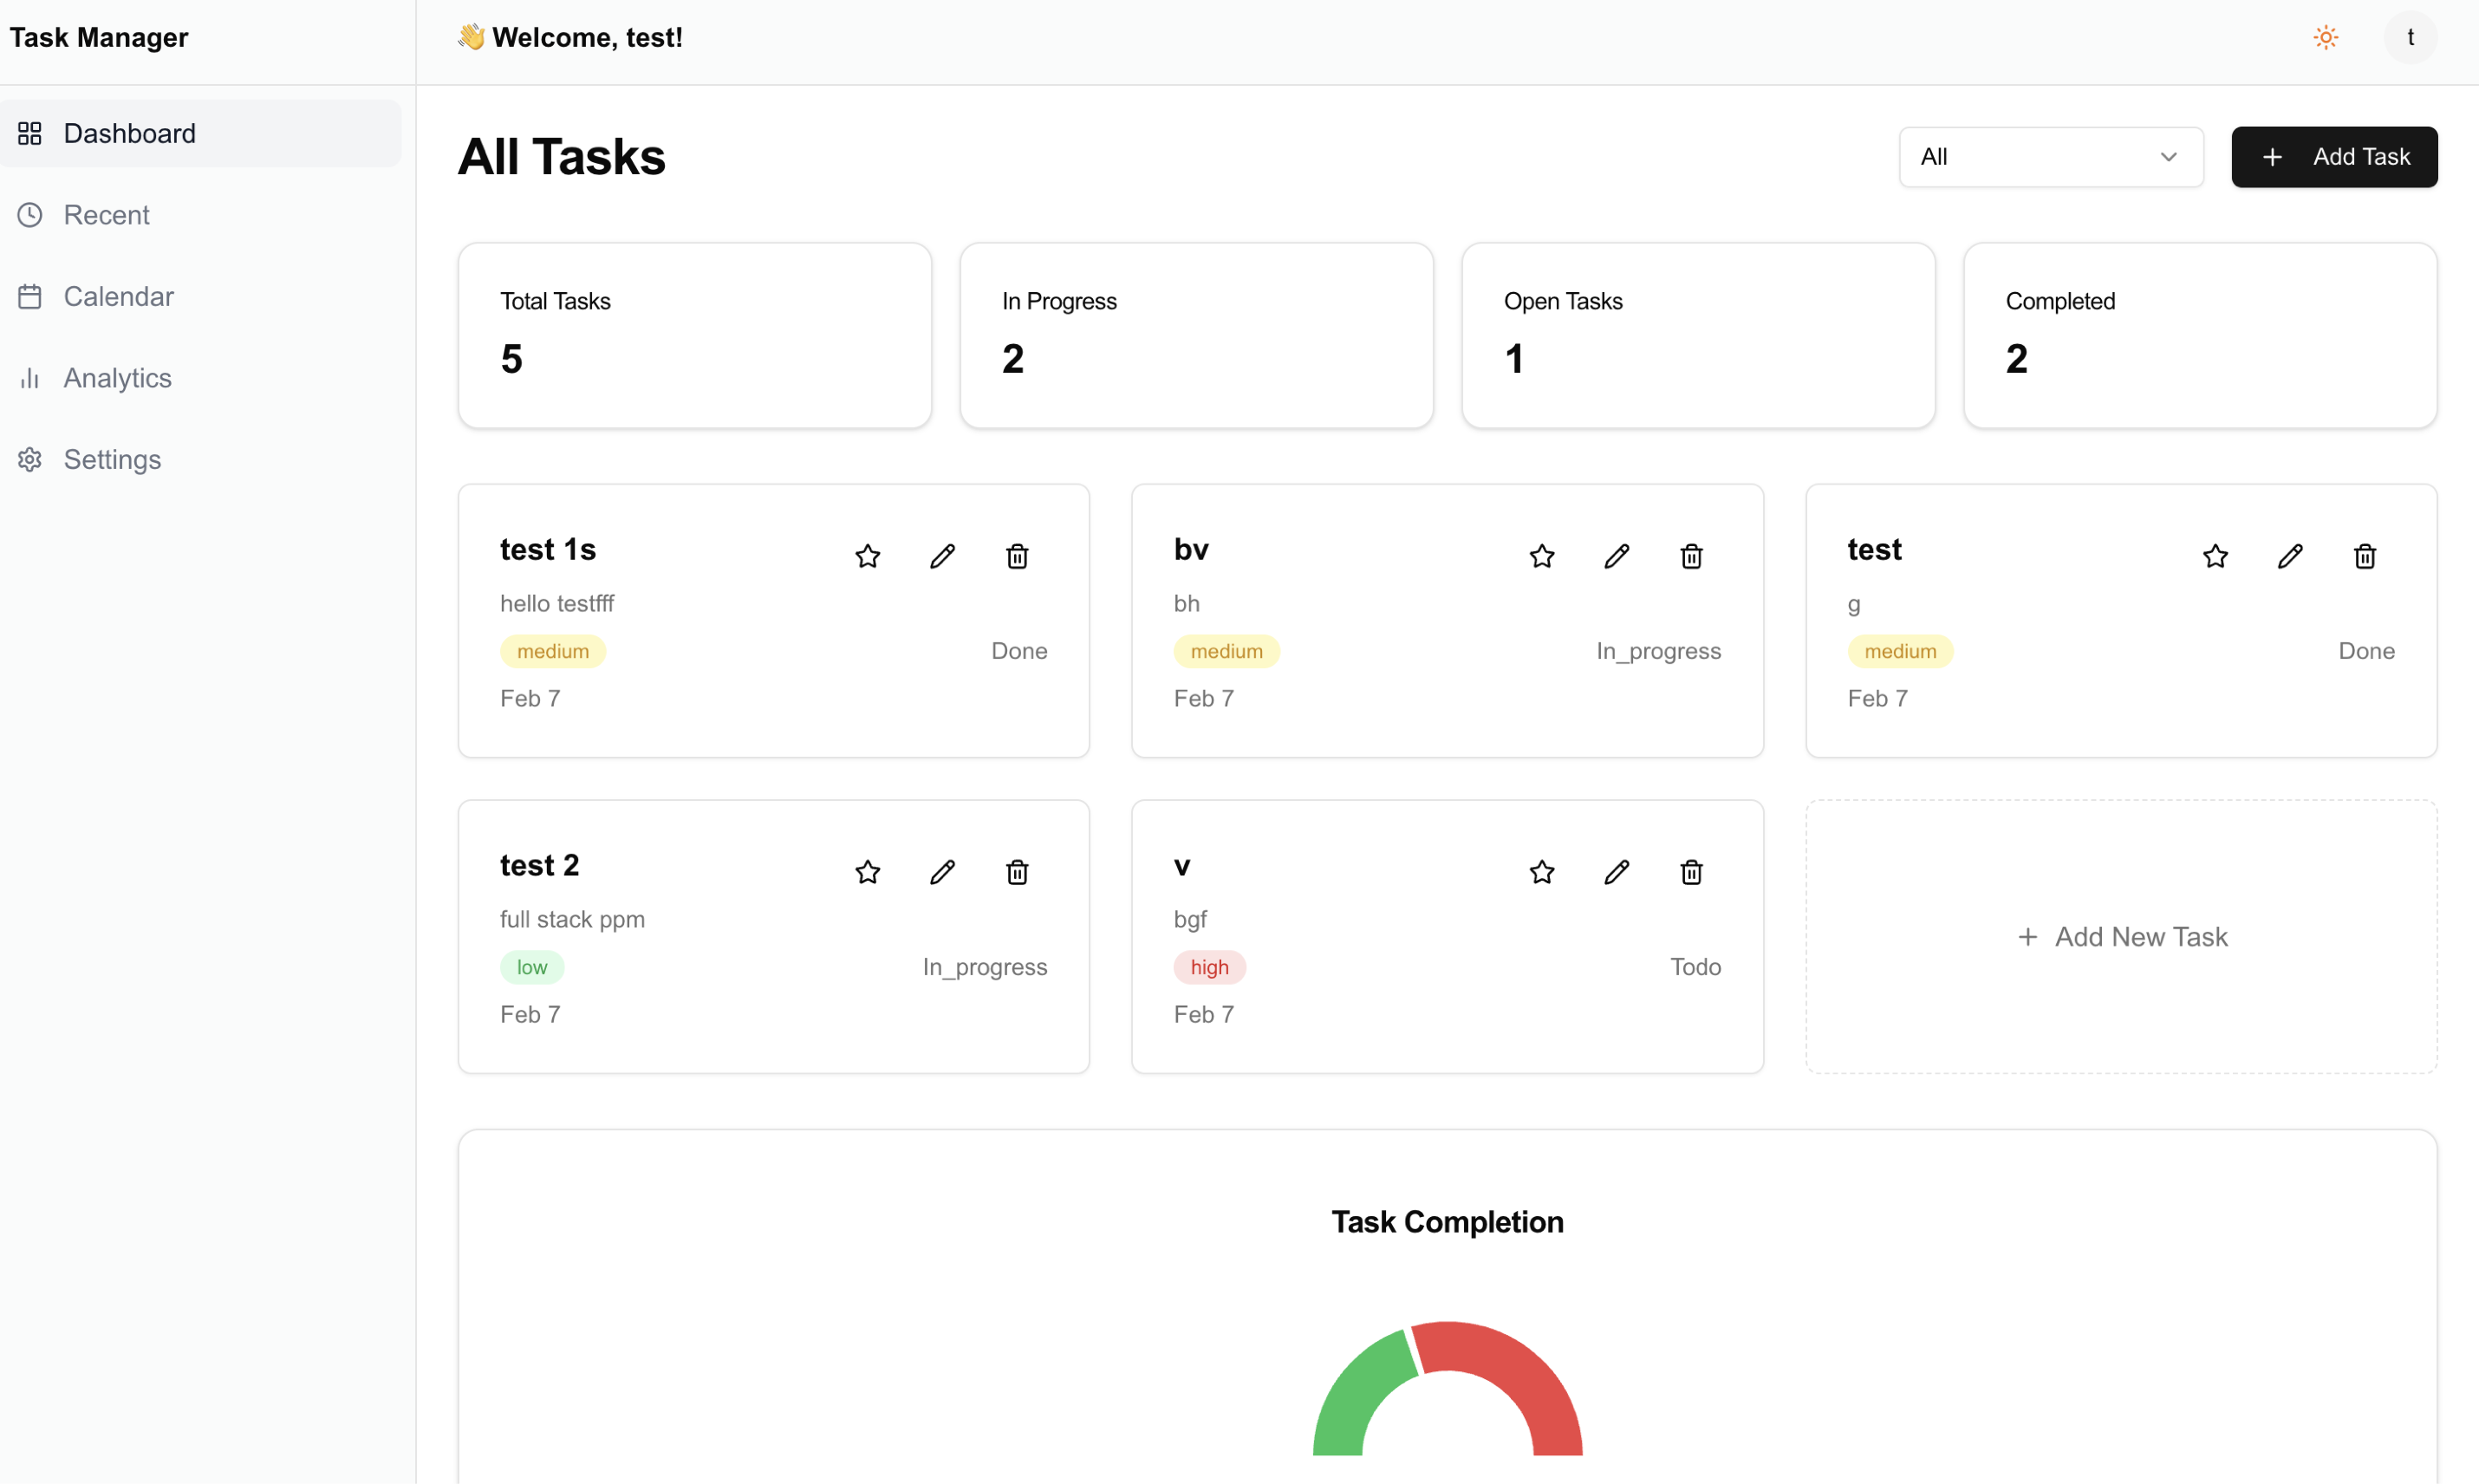 Task Manager
👋 Welcome, test!
t
Dashboard
Recent
Calendar
Analytics
Settings
All Tasks
All
Add Task
Total Tasks
5
In Progress
2
Open Tasks
1
Completed
2
test 1s
hello testfff
medium
Done
Feb 7
bv
bh
medium
In_progress
Feb 7
test
g
medium
Done
Feb 7
test 2
full stack ppm
low
In_progress
Feb 7
v
bgf
high
Todo
Feb 7
+ Add New Task
Task Completion